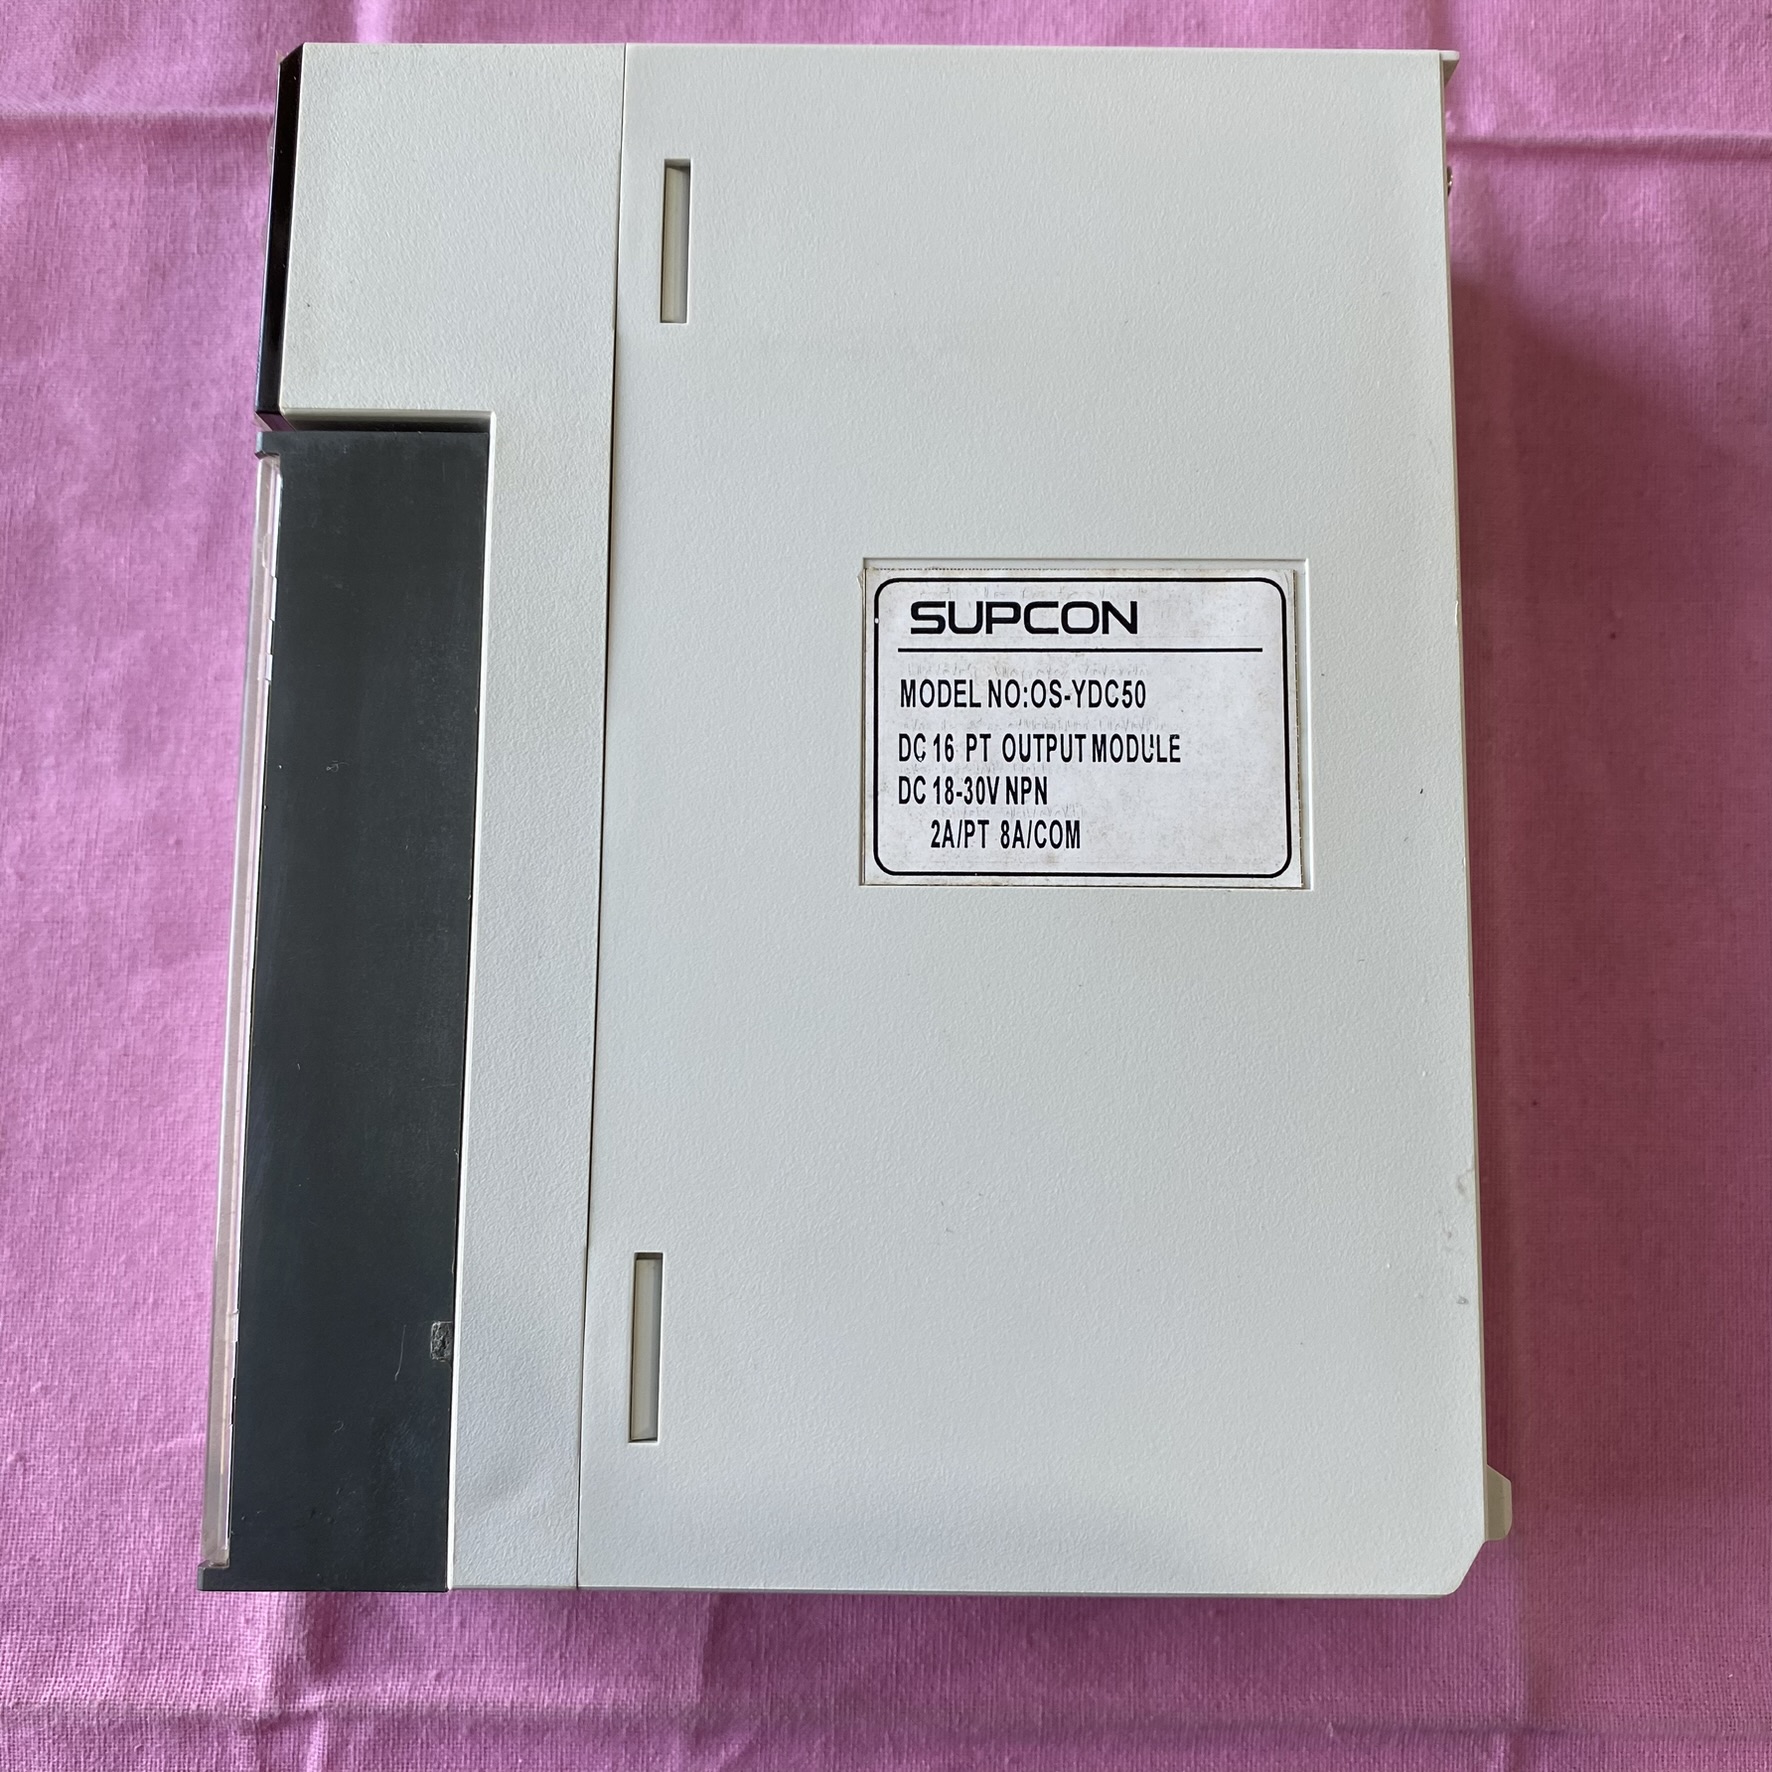 SUPCON
MODEL NO:OS-YDC50
DC 16 PT OUTPUT MODULE
DC 18-30V NPN
2A/PT 8A/COM